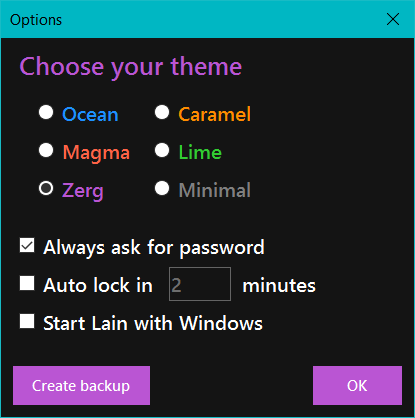 Options
Choose your theme
Ocean Caramel
Magma Lime
Zerg Minimal
Always ask for password
Auto lock in 2 minutes
Start Lain with Windows
Create backup OK